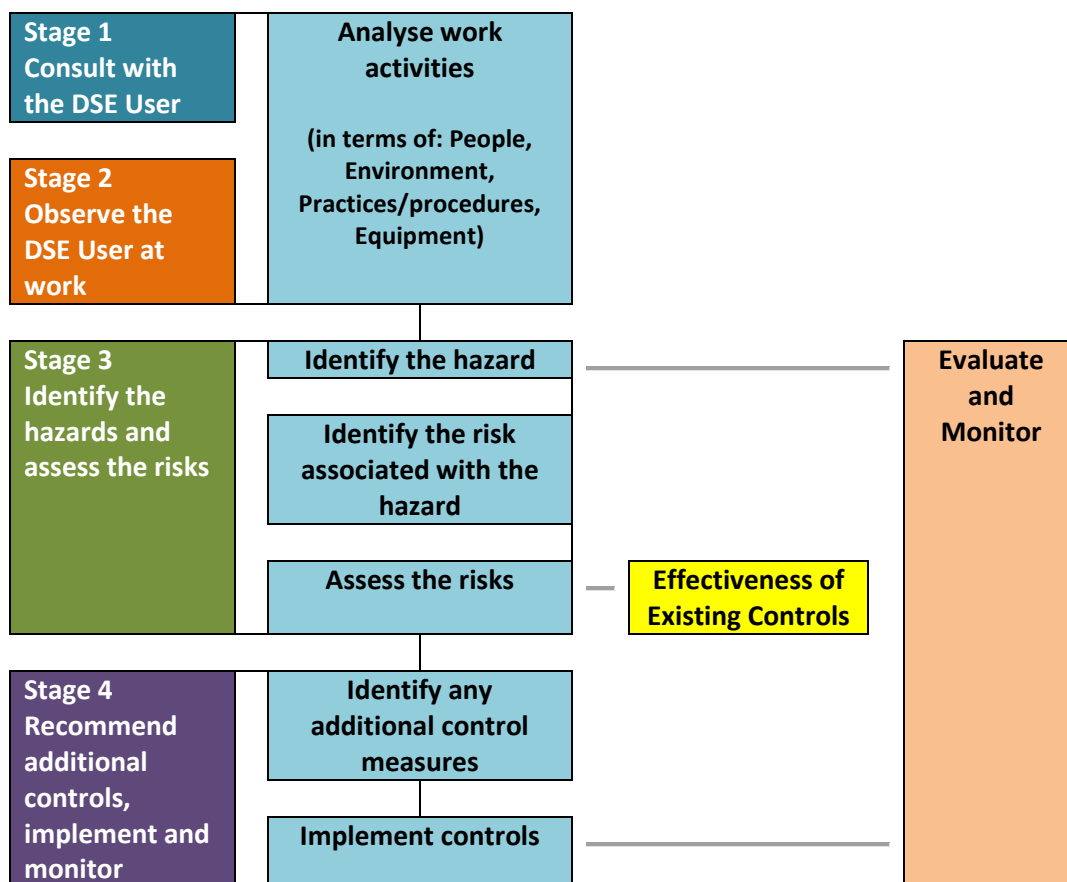 Stage 1
Consult with
the DSE User
Analyse work
activities
(in terms of: People,
Environment,
Practices/procedures,
Equipment)
Stage 2
Observe the
DSE User at
work
Stage 3
Identify the
hazards and
assess the risks
Identify the hazard
Identify the risk
associated with the
hazard
Assess the risks
Effectiveness of
Existing Controls
Evaluate
and
Monitor
Stage 4
Recommend
additional
controls,
implement and
monitor
Identify any
additional control
measures
Implement controls